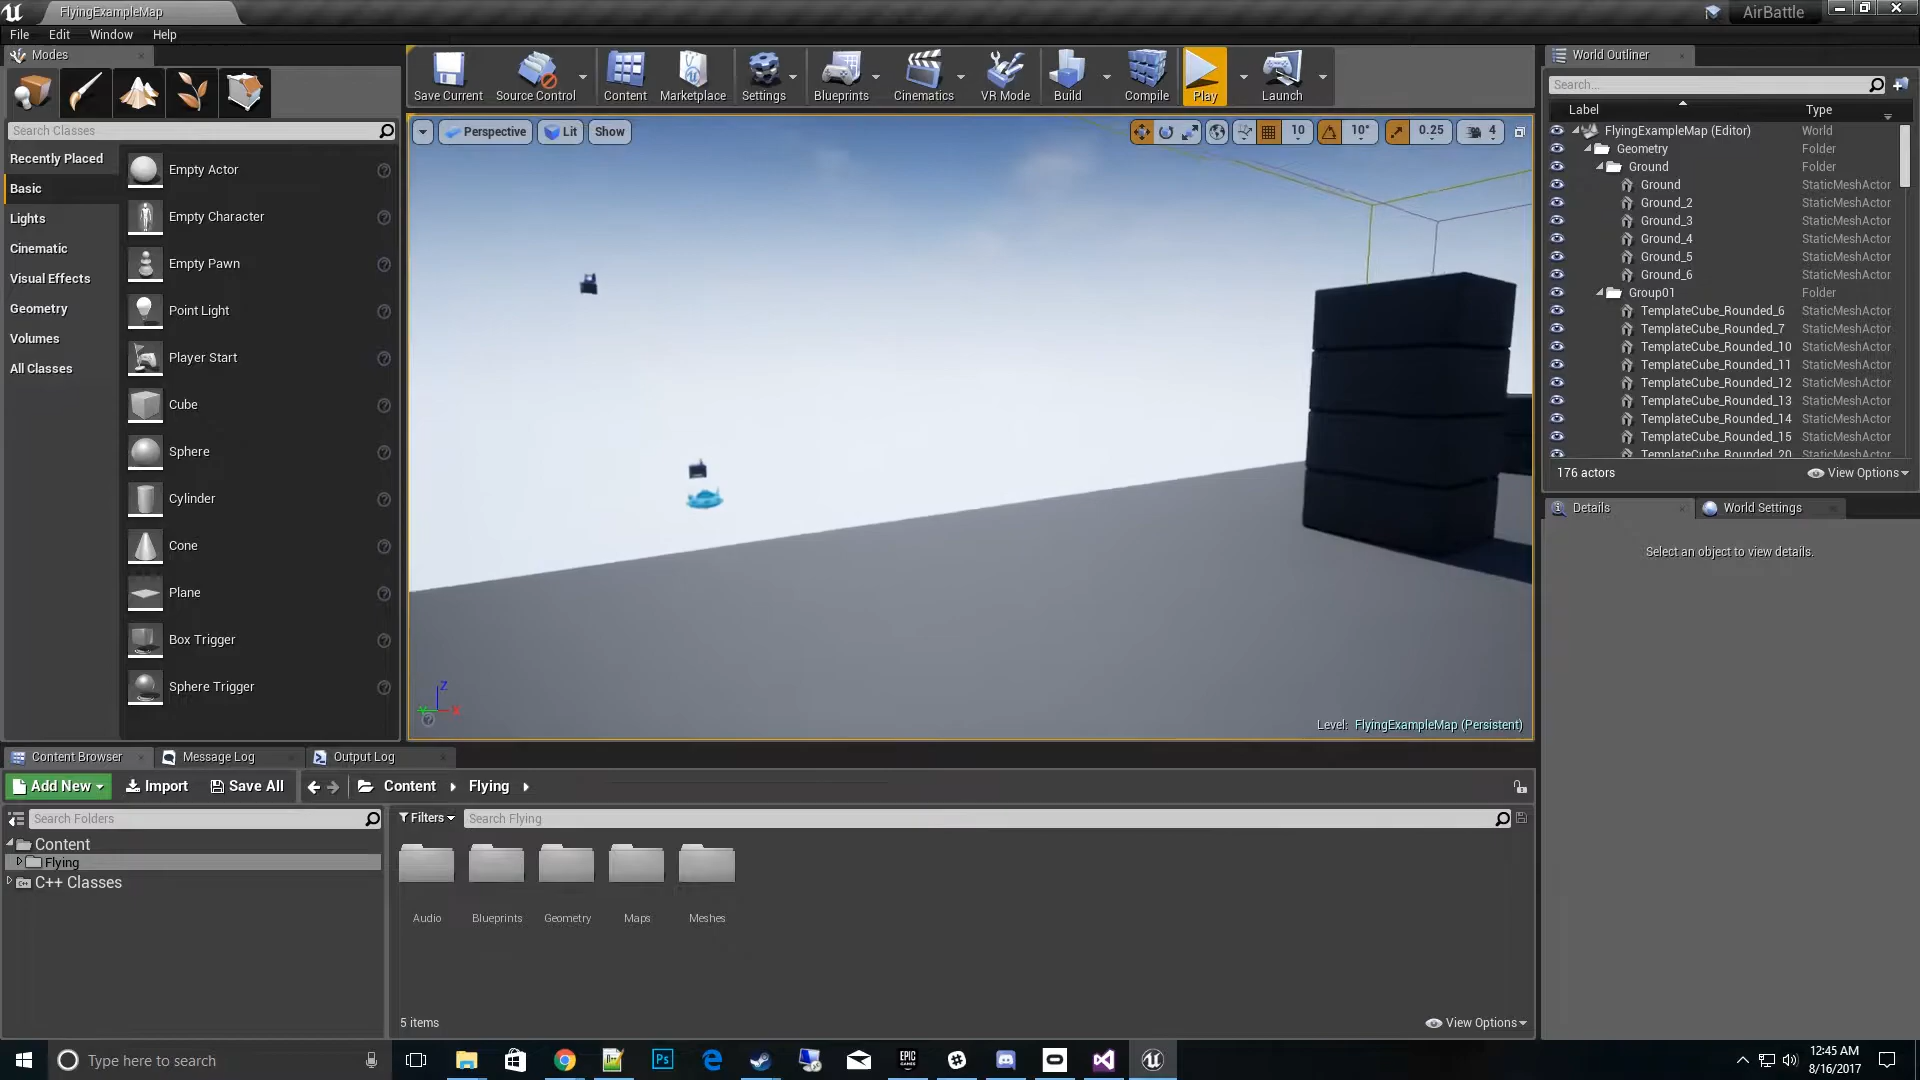 FlyingExampleMap
AirBattle
File Edit Window Help
Modes
Save Current Source Control Content Marketplace Settings Blueprints Cinematics VR Mode Build Compile Play Launch
Search Classes
Recently Placed
Basic
Lights
Cinematic
Visual Effects
Geometry
Volumes
All Classes
Empty Actor
Empty Character
Empty Pawn
Point Light
Player Start
Cube
Sphere
Cylinder
Cone
Plane
Box Trigger
Sphere Trigger
Perspective Lit Show
10 10° 0.25 4
Z
Level: FlyingExampleMap (Persistent)
World Outliner
Search...
Label Type
FlyingExampleMap (Editor) World
Geometry Folder
Ground Folder
Ground StaticMeshActor
Ground_2 StaticMeshActor
Ground_3 StaticMeshActor
Ground_4 StaticMeshActor
Ground_5 StaticMeshActor
Ground_6 StaticMeshActor
Group01 Folder
TemplateCube_Rounded_6 StaticMeshActor
TemplateCube_Rounded_7 StaticMeshActor
TemplateCube_Rounded_10 StaticMeshActor
TemplateCube_Rounded_11 StaticMeshActor
TemplateCube_Rounded_12 StaticMeshActor
TemplateCube_Rounded_13 StaticMeshActor
TemplateCube_Rounded_14 StaticMeshActor
TemplateCube_Rounded_15 StaticMeshActor
TemplateCube_Rounded_20 StaticMeshActor
176 actors View Options
Details World Settings
Select an object to view details.
Content Browser Message Log Output Log
Add New Import Save All Content Flying
Search Folders
Content
Flying
C++ Classes
Filters Search Flying
Audio Blueprints Geometry Maps Meshes
5 items View Options
Type here to search
Ps
EPIC GAMES
12:45 AM
8/16/2017